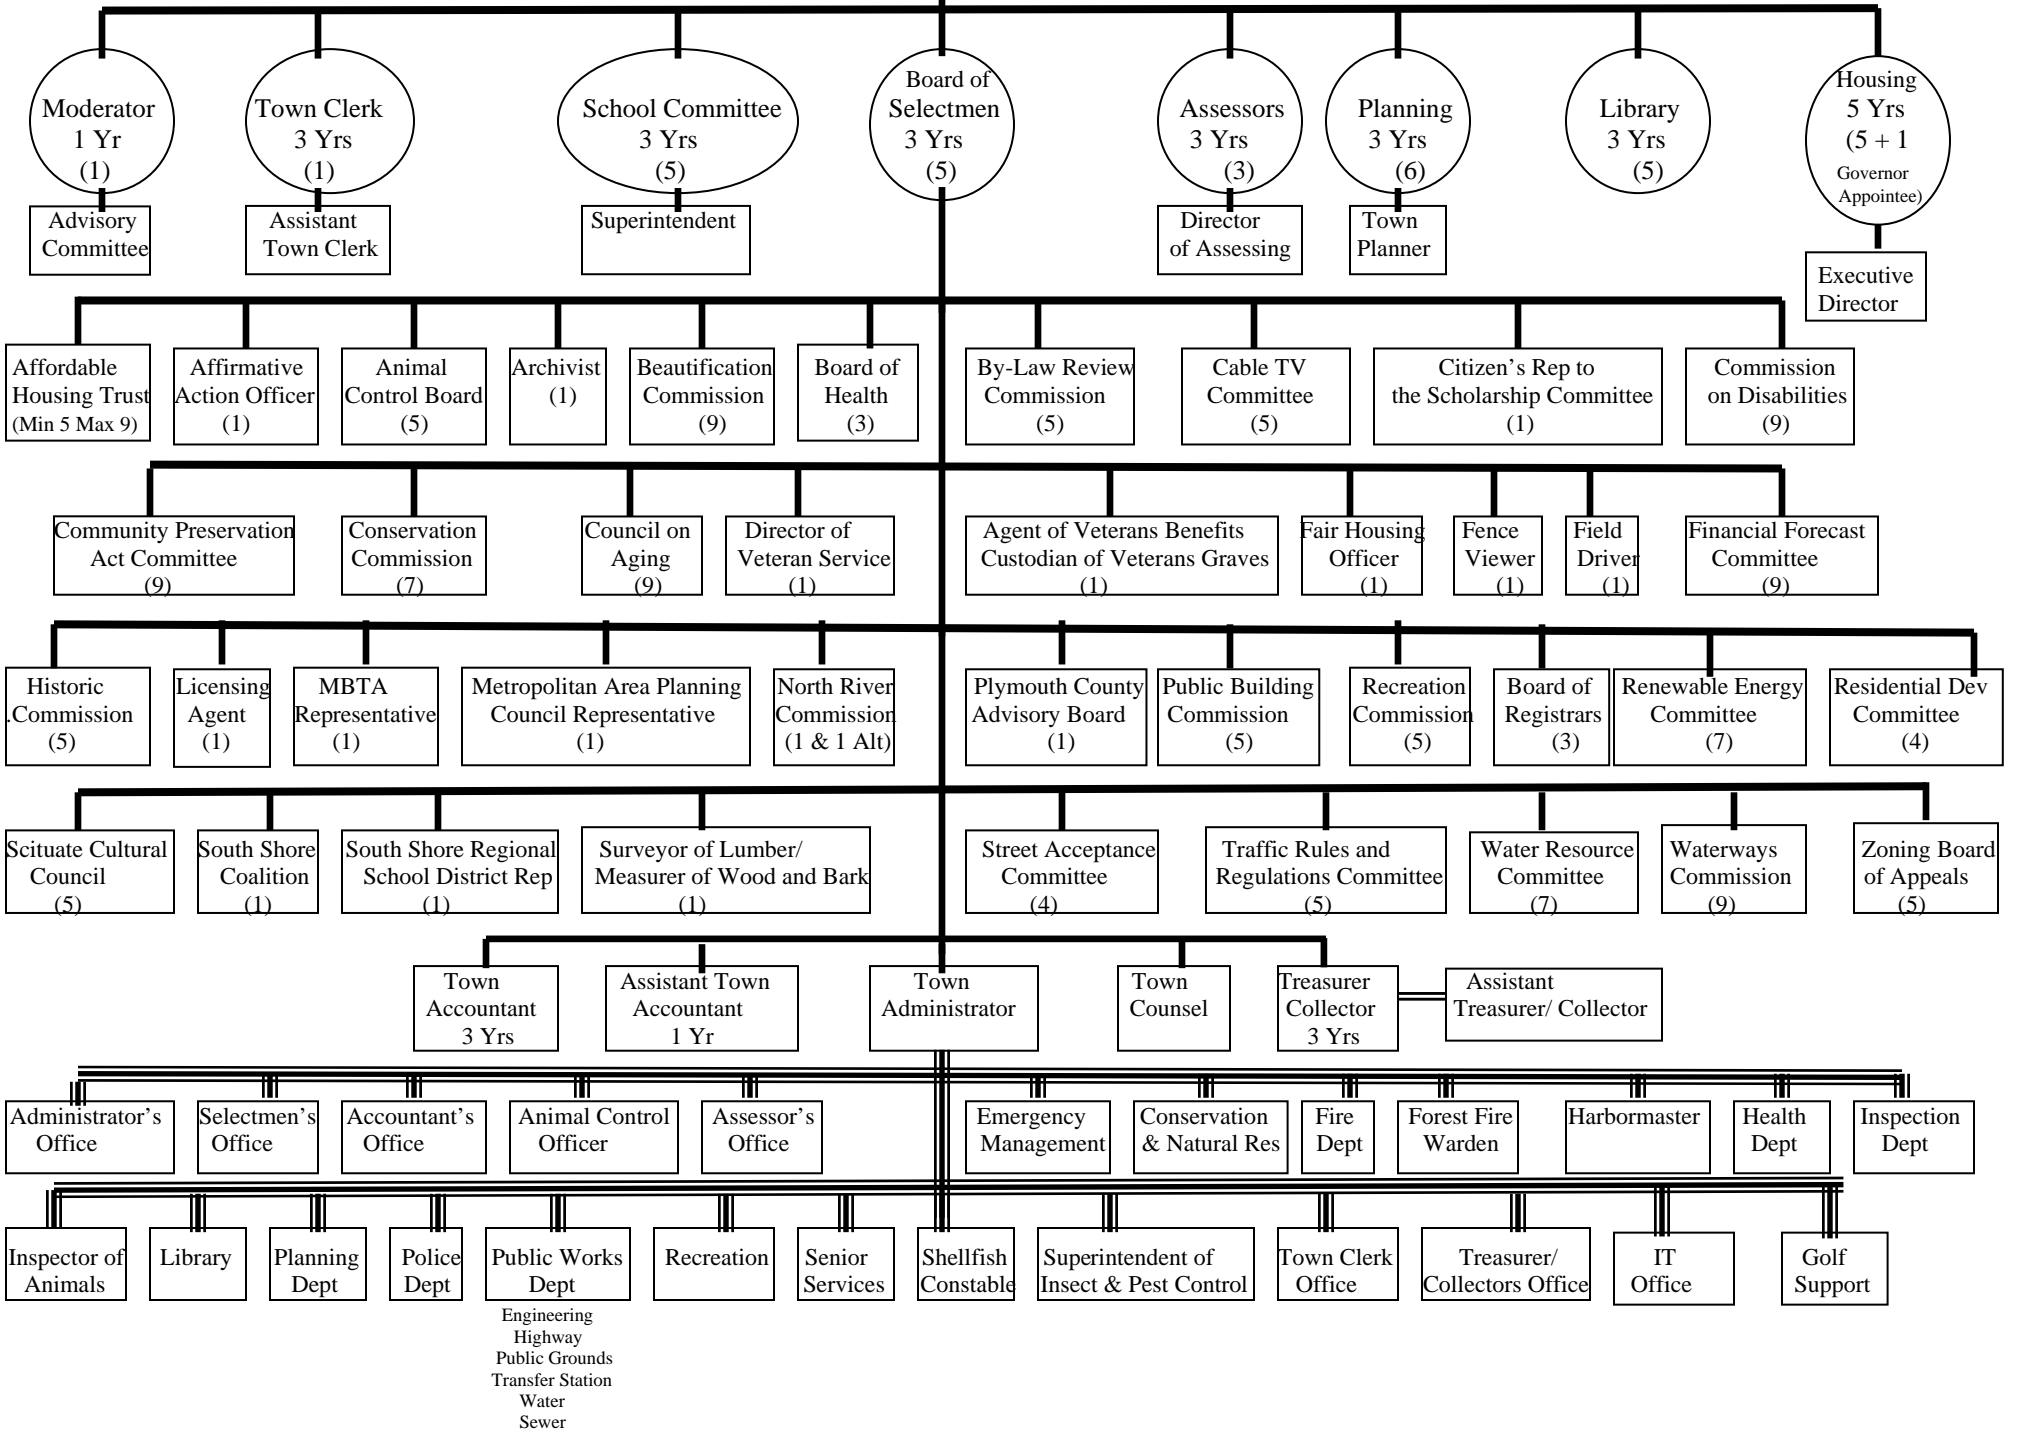 Moderator
1 Yr
(1)
Town Clerk
3 Yrs
(1)
School Committee
3 Yrs
(5)
Board of
Selectmen
3 Yrs
(5)
Assessors
3 Yrs
(3)
Planning
3 Yrs
(6)
Library
3 Yrs
(5)
Housing
5 Yrs
(5 + 1
Governor
Appointee)
Advisory
Committee
Assistant
Town Clerk
Superintendent
Director
of Assessing
Town
Planner
Executive
Director
Affordable
Housing Trust
(Min 5 Max 9)
Affirmative
Action Officer
(1)
Animal
Control Board
(5)
Archivist
(1)
Beautification
Commission
(9)
Board of
Health
(3)
By-Law Review
Commission
(5)
Cable TV
Committee
(5)
Citizen’s Rep to
the Scholarship Committee
(1)
Commission
on Disabilities
(9)
Community Preservation
Act Committee
(9)
Conservation
Commission
(7)
Council on
Aging
(9)
Director of
Veteran Service
(1)
Agent of Veterans Benefits
Custodian of Veterans Graves
(1)
Fair Housing
Officer
(1)
Fence
Viewer
(1)
Field
Driver
(1)
Financial Forecast
Committee
(9)
Historic
.Commission
(5)
Licensing
Agent
(1)
MBTA
Representative
(1)
Metropolitan Area Planning
Council Representative
(1)
North River
Commission
(1 & 1 Alt)
Plymouth County
Advisory Board
(1)
Public Building
Commission
(5)
Recreation
Commission
(5)
Board of
Registrars
(3)
Renewable Energy
Committee
(7)
Residential Dev
Committee
(4)
Scituate Cultural
Council
(5)
South Shore
Coalition
(1)
South Shore Regional
School District Rep
(1)
Surveyor of Lumber/
Measurer of Wood and Bark
(1)
Street Acceptance
Committee
(4)
Traffic Rules and
Regulations Committee
(5)
Water Resource
Committee
(7)
Waterways
Commission
(9)
Zoning Board
of Appeals
(5)
Town
Accountant
3 Yrs
Assistant Town
Accountant
1 Yr
Town
Administrator
Town
Counsel
Treasurer
Collector
3 Yrs
Assistant
Treasurer/ Collector
Administrator’s
Office
Selectmen’s
Office
Accountant’s
Office
Animal Control
Officer
Assessor’s
Office
Emergency
Management
Conservation
& Natural Res
Fire
Dept
Forest Fire
Warden
Harbormaster
Health
Dept
Inspection
Dept
Inspector of
Animals
Library
Planning
Dept
Police
Dept
Public Works
Dept
Engineering
Highway
Public Grounds
Transfer Station
Water
Sewer
Recreation
Senior
Services
Shellfish
Constable
Superintendent of
Insect & Pest Control
Town Clerk
Office
Treasurer/
Collectors Office
IT
Office
Golf
Support